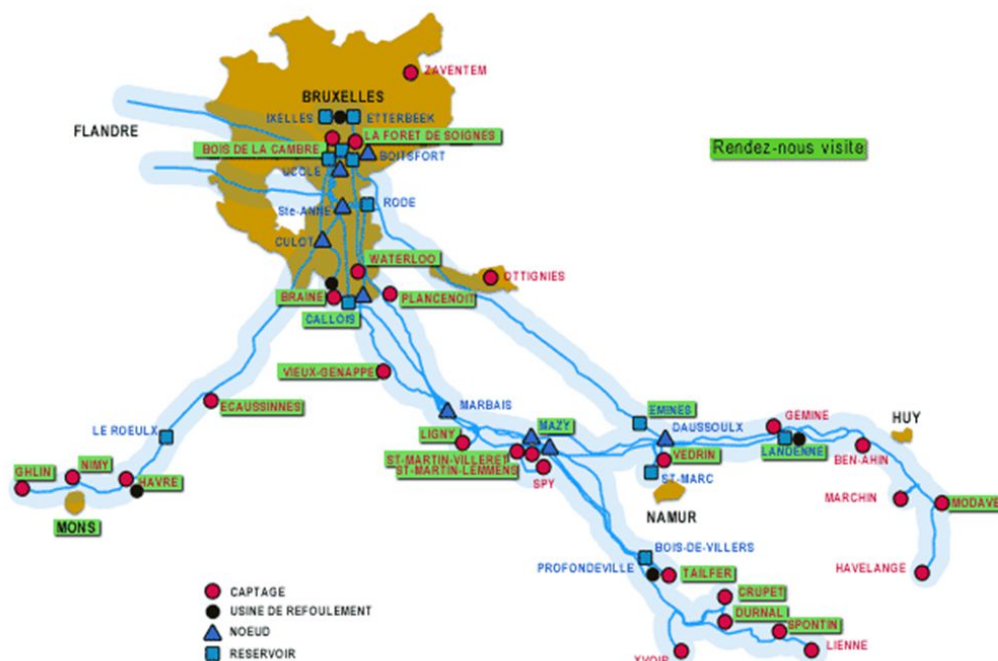 ZAVENTEM
BRUXELLES
IXELLES
ETTERBEEK
FLANDRE
LA FORET DE SOIGNES
BOIS DE LA CAMBRE
BOITSFORT
Rendez-nous visite
UCCLE
Ste-ANNE
RODE
CULOT
WATERLOO
OTTIGNIES
BRAINE
PLANCENOIT
CALLOIS
VIEUX-GENAPPE
ECAUSSINNES
MARBAIS
EMINES
GEMINE
HUY
LE ROEULX
LIGNY
MAZY
DAUSSOULX
ST-MARTIN-VILLERET
ST-MARTIN-LEMMENS
VEDRIN
LANDENNE
BEN-AHIN
GHLIN
NIMY
HAVRE
SPY
ST-MARC
MONS
NAMUR
MARCHIN
MODAVE
BOIS-DE-VILLERS
PROFONDEVILLE
TAILFER
HAVELANGE
CAPTAGE
CRUPET
USINE DE REFOULEMENT
DURNAL
NOEUD
SPONTIN
RESERVOIR
YVOIR
LIENNE